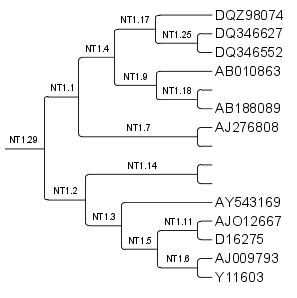 DQZ98074
NT1.17
DQ346627
NT1.25
NT1.4
DQ346552
AB010863
NT1.9
NT1.18
NT1.1
AB188089
AJ276808
NT1.7
NT1.29
NT1.14
NT1.2
AY543169
NT1.3
NT1.11
AJO12667
NT1.5
D16275
AJ009793
NT1.6
Y11603